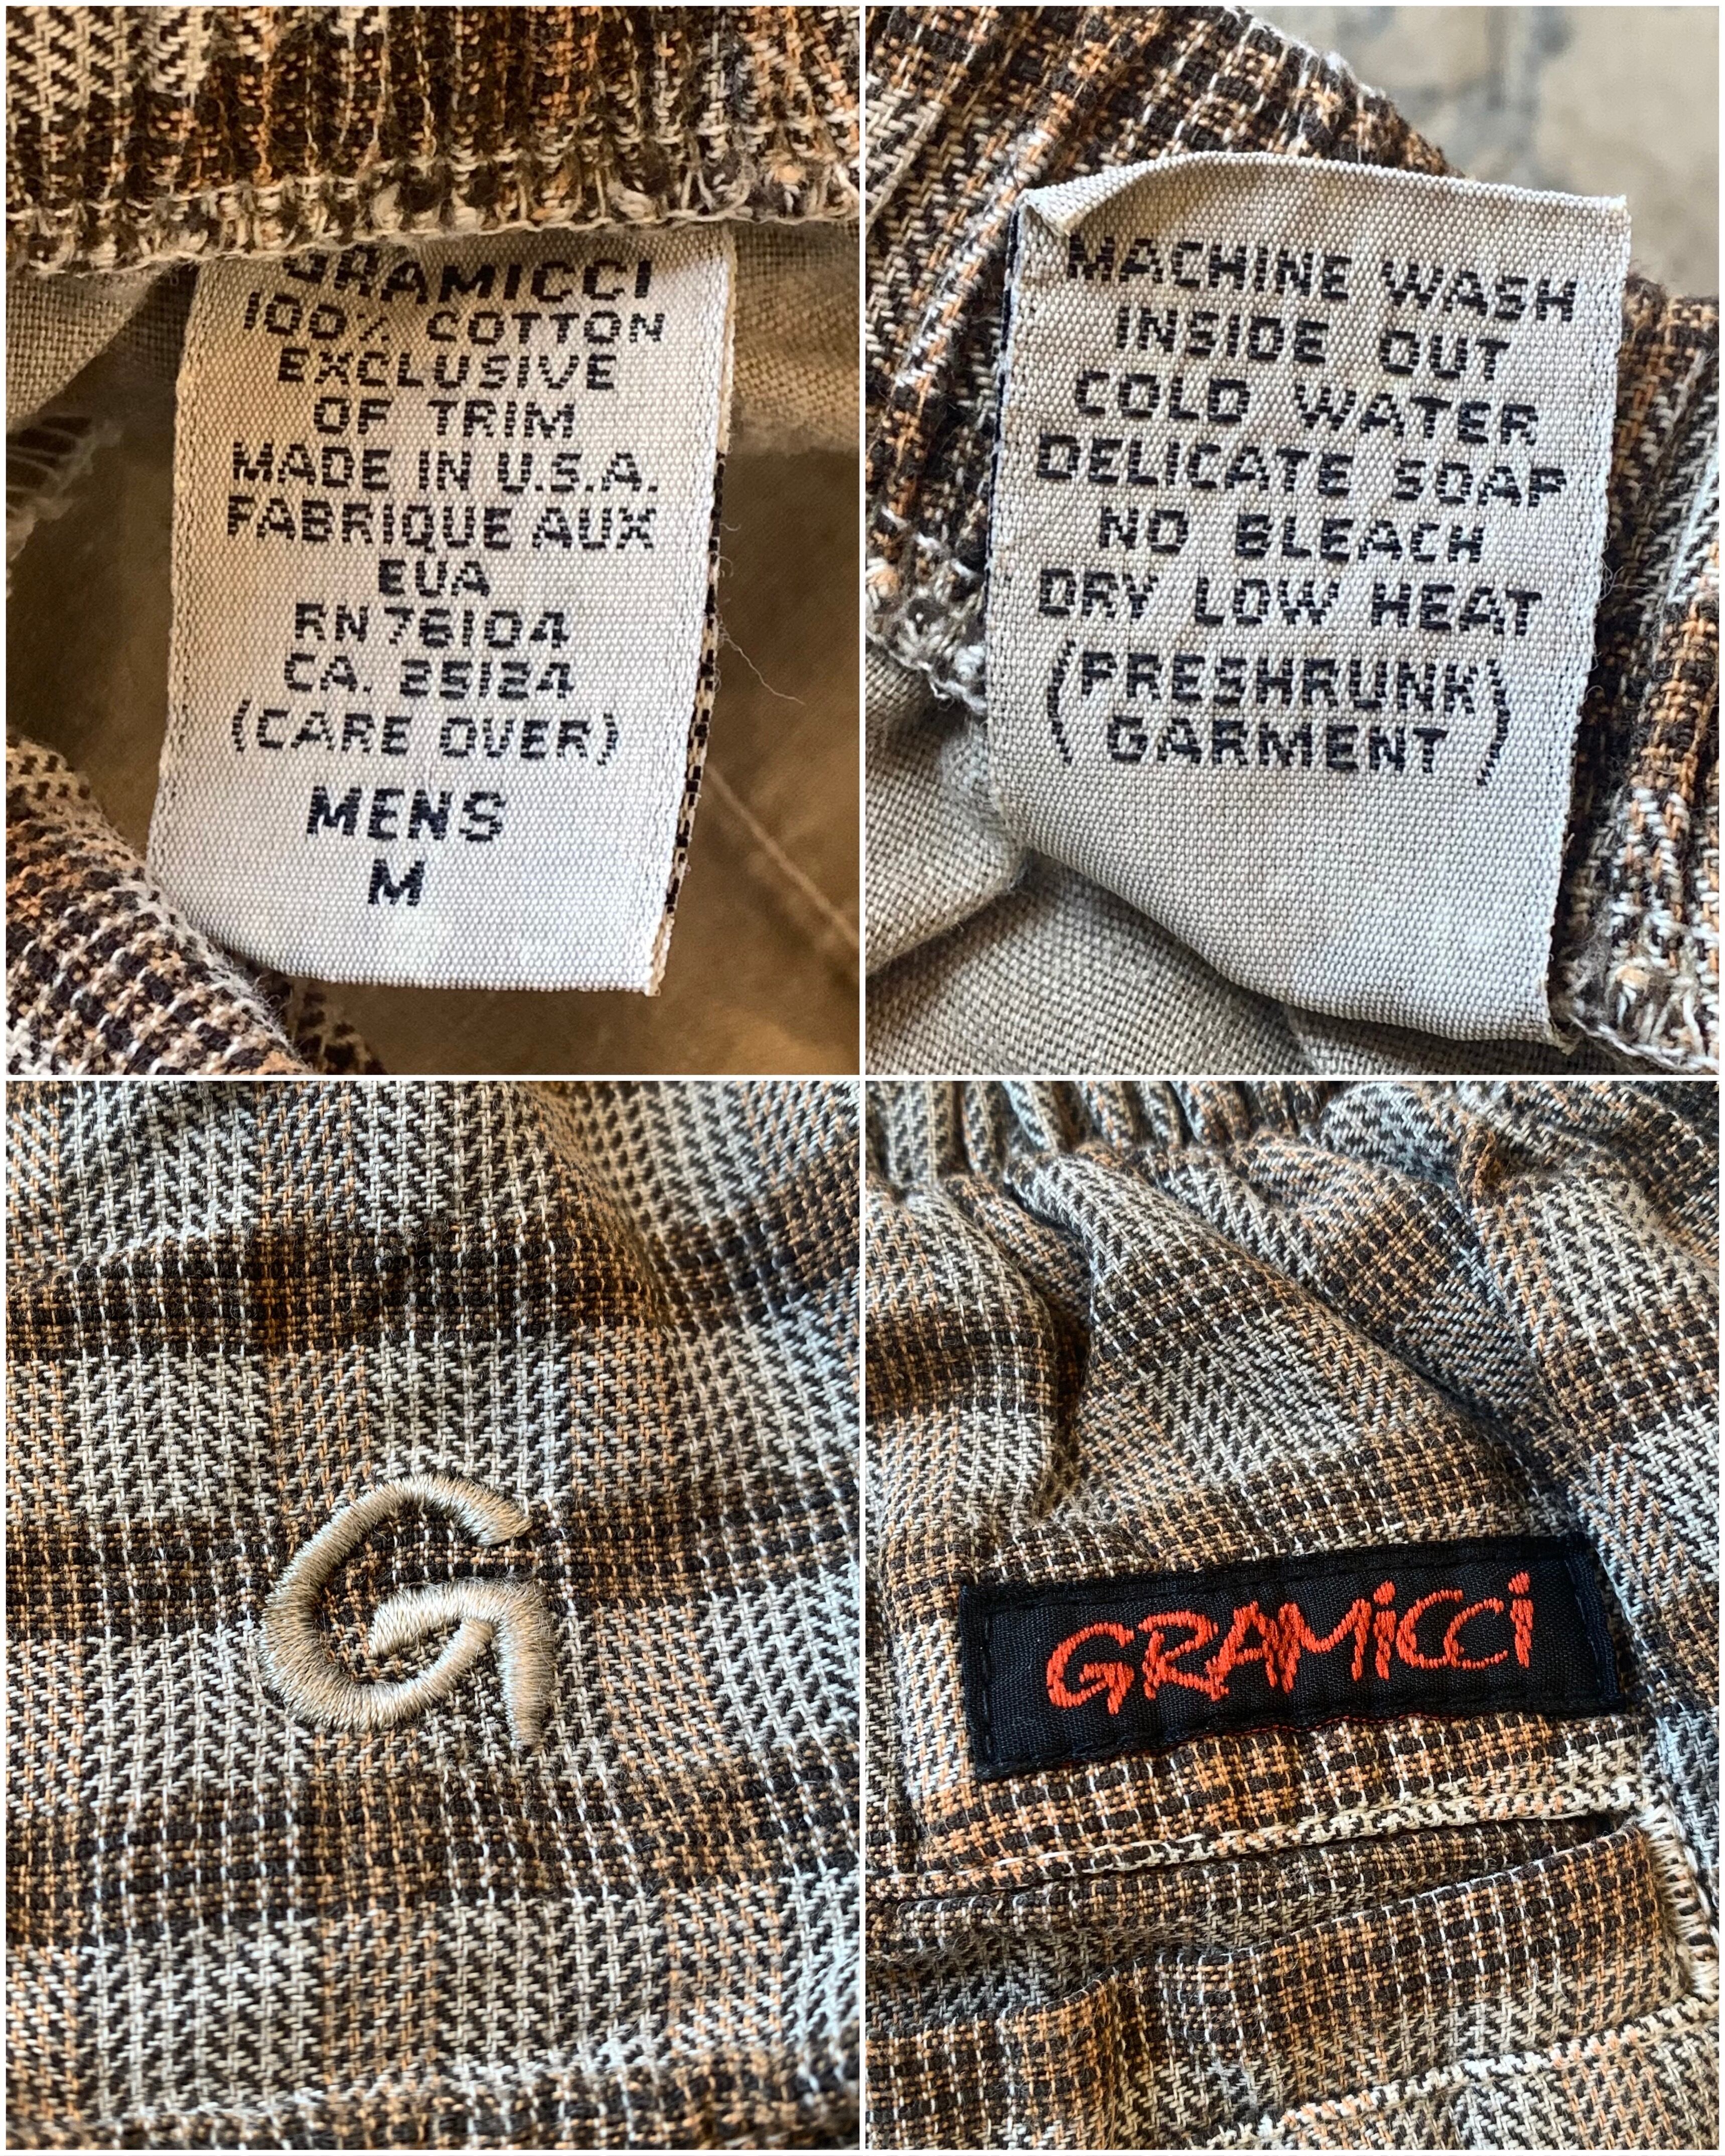 GRAMICCI
100% COTTON
EXCLUSIVE
OF TRIM
MADE IN U.S.A.
FABRIQUE AUX
EUA
RN 76104
CA. 25124
(CARE OVER)
MENS
M
MACHINE WASH
INSIDE OUT
COLD WATER
DELICATE SOAP
NO BLEACH
DRY LOW HEAT
(PRESHRUNK
GARMENT)
G
GRAMiCCi